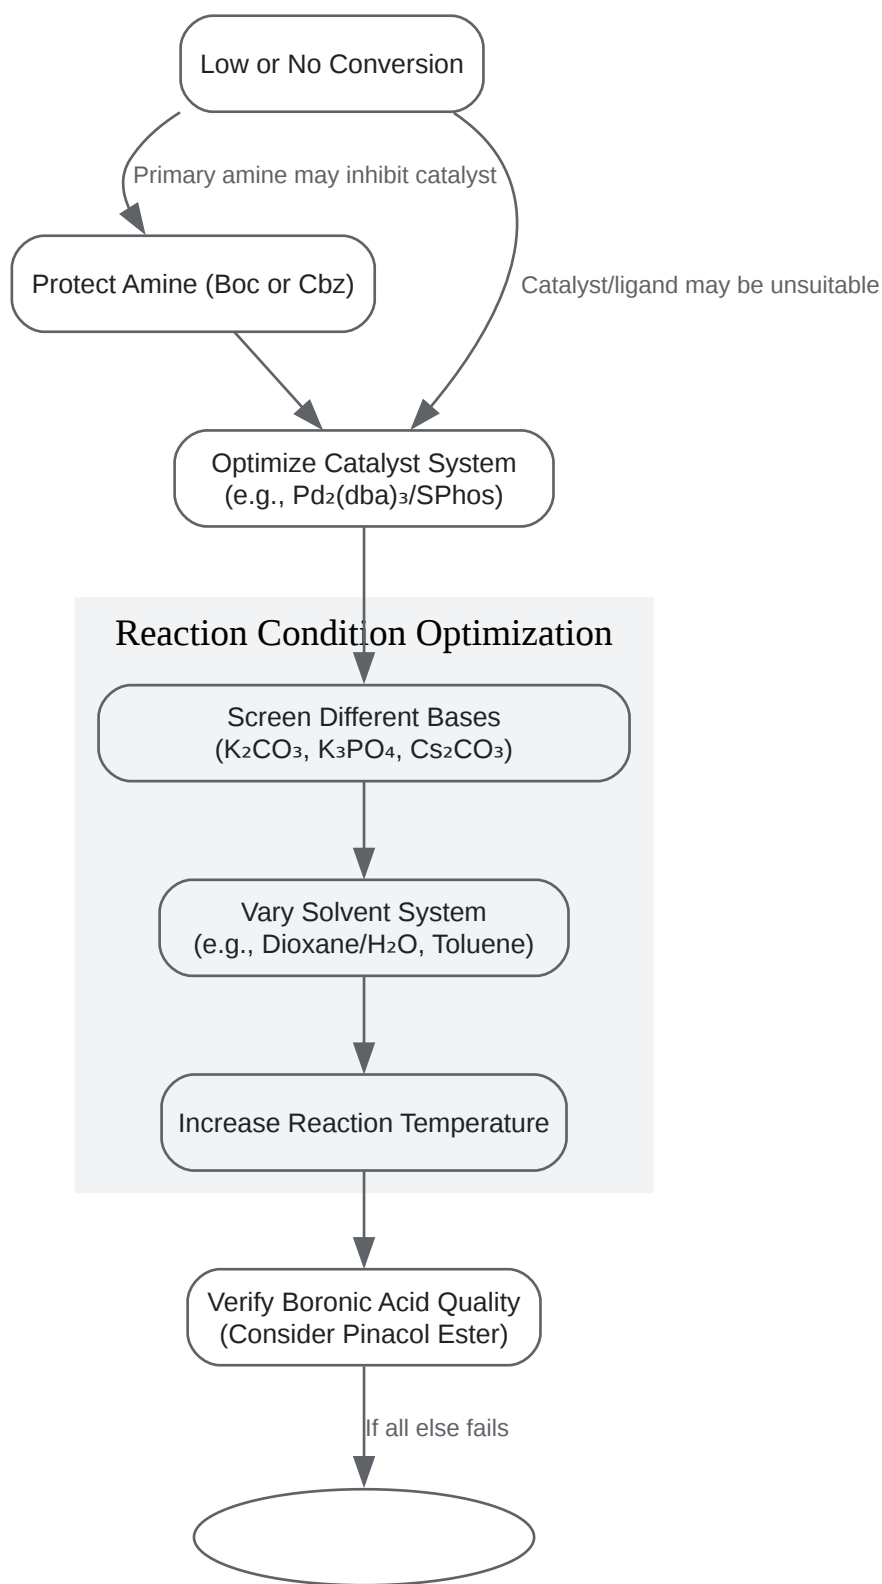 Low or No Conversion
Primary amine may inhibit catalyst
Protect Amine (Boc or Cbz)
Catalyst/ligand may be unsuitable
Optimize Catalyst System
(e.g., Pd₂(dba)₃/SPhos)
Reaction Condition Optimization
Screen Different Bases
(K₂CO₃, K₃PO₄, Cs₂CO₃)
Vary Solvent System
(e.g., Dioxane/H₂O, Toluene)
Increase Reaction Temperature
Verify Boronic Acid Quality
(Consider Pinacol Ester)
If all else fails